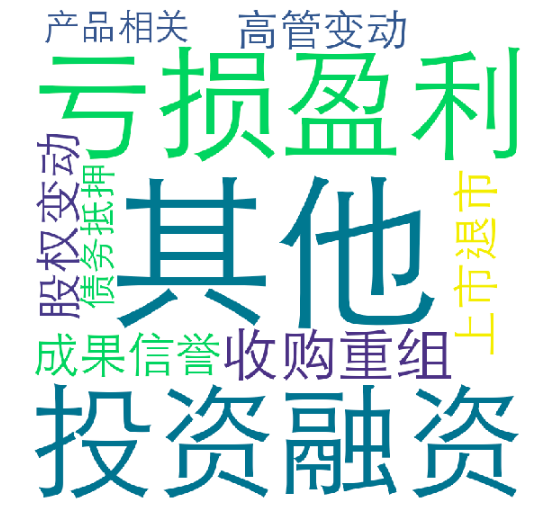 产品相关
高管变动
亏损盈利
股权变动
债务抵押
其他
上市退市
成果信誉
收购重组
投资融资